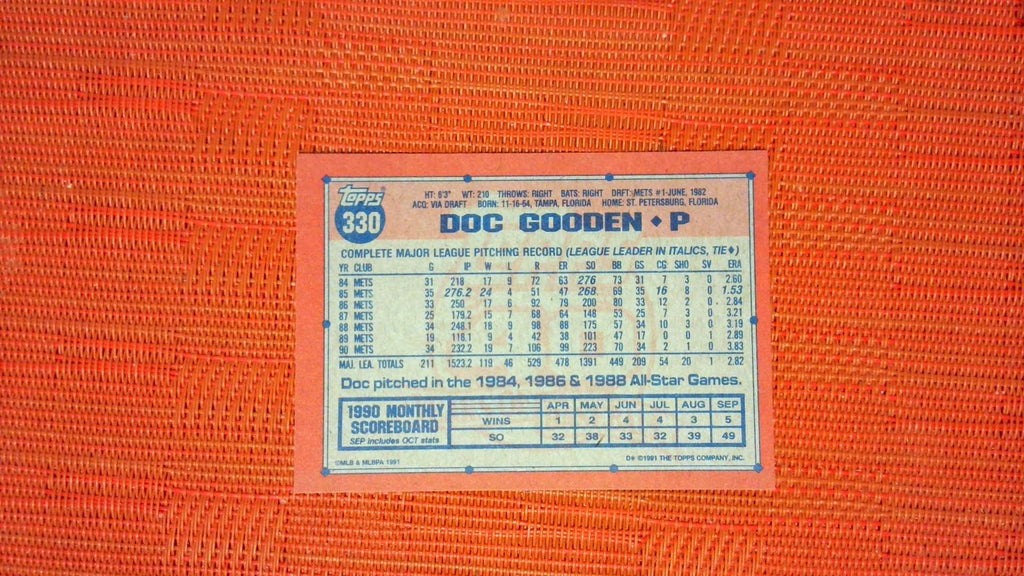 Topps
330
HT: 6'3" WT: 210 THROWS: RIGHT BATS: RIGHT DRFT: METS #1-JUNE, 1982
ACQ: VIA DRAFT BORN: 11-16-64, TAMPA, FLORIDA HOME: ST. PETERSBURG, FLORIDA
DOC GOODEN ♦ P
COMPLETE MAJOR LEAGUE PITCHING RECORD (LEAGUE LEADER IN ITALICS, TIE♦)
YR CLUB G IP W L R ER SO BB GS CG SHO SV ERA
84 METS 31 218 17 9 72 63 276 73 31 7 3 0 2.60
85 METS 35 276.2 24 4 51 47 268 69 35 16 8 0 1.53
86 METS 33 250 17 6 92 79 200 80 33 12 2 0 2.84
87 METS 25 179.2 15 7 68 64 148 53 25 7 3 0 3.21
88 METS 34 248.1 18 9 98 88 175 57 34 10 3 0 3.19
89 METS 19 118.1 9 4 42 38 101 47 17 0 0 1 2.89
90 METS 34 232.2 19 7 106 99 223 70 34 2 1 0 3.83
MAJ. LEA. TOTALS 211 1523.2 119 46 529 478 1391 449 209 54 20 1 2.82
Doc pitched in the 1984, 1986 & 1988 All-Star Games.
1990 MONTHLY
SCOREBOARD
SEP includes OCT stats
APR MAY JUN JUL AUG SEP
WINS 1 2 4 4 3 5
SO 32 38 33 32 39 49
©MLB & MLBPA 1991
D* ©1991 THE TOPPS COMPANY, INC.